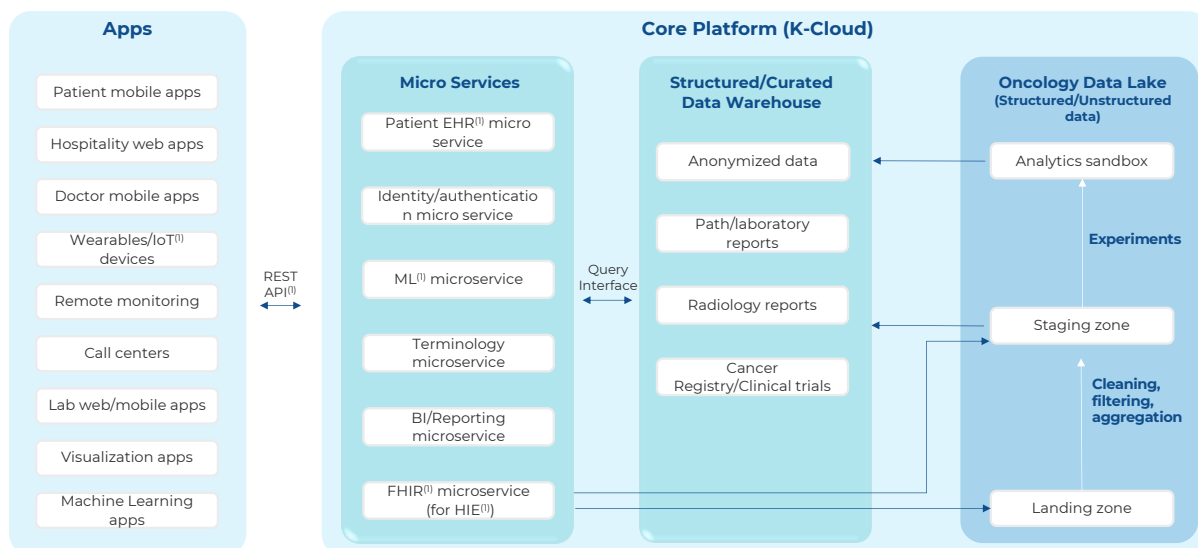 Apps
Patient mobile apps
Hospitality web apps
Doctor mobile apps
Wearables/IoT(1)
devices
Remote monitoring
Call centers
Lab web/mobile apps
Visualization apps
Machine Learning
apps
REST
API(1)
Core Platform (K-Cloud)
Micro Services
Patient EHR(1) micro
service
Identity/authenticatio
n micro service
ML(1) microservice
Terminology
microservice
BI/Reporting
microservice
FHIR(1) microservice
(for HIE(1))
Query
Interface
Structured/Curated
Data Warehouse
Anonymized data
Path/laboratory
reports
Radiology reports
Cancer
Registry/Clinical trials
Oncology Data Lake
(Structured/Unstructured
data)
Analytics sandbox
Experiments
Staging zone
Cleaning,
filtering,
aggregation
Landing zone